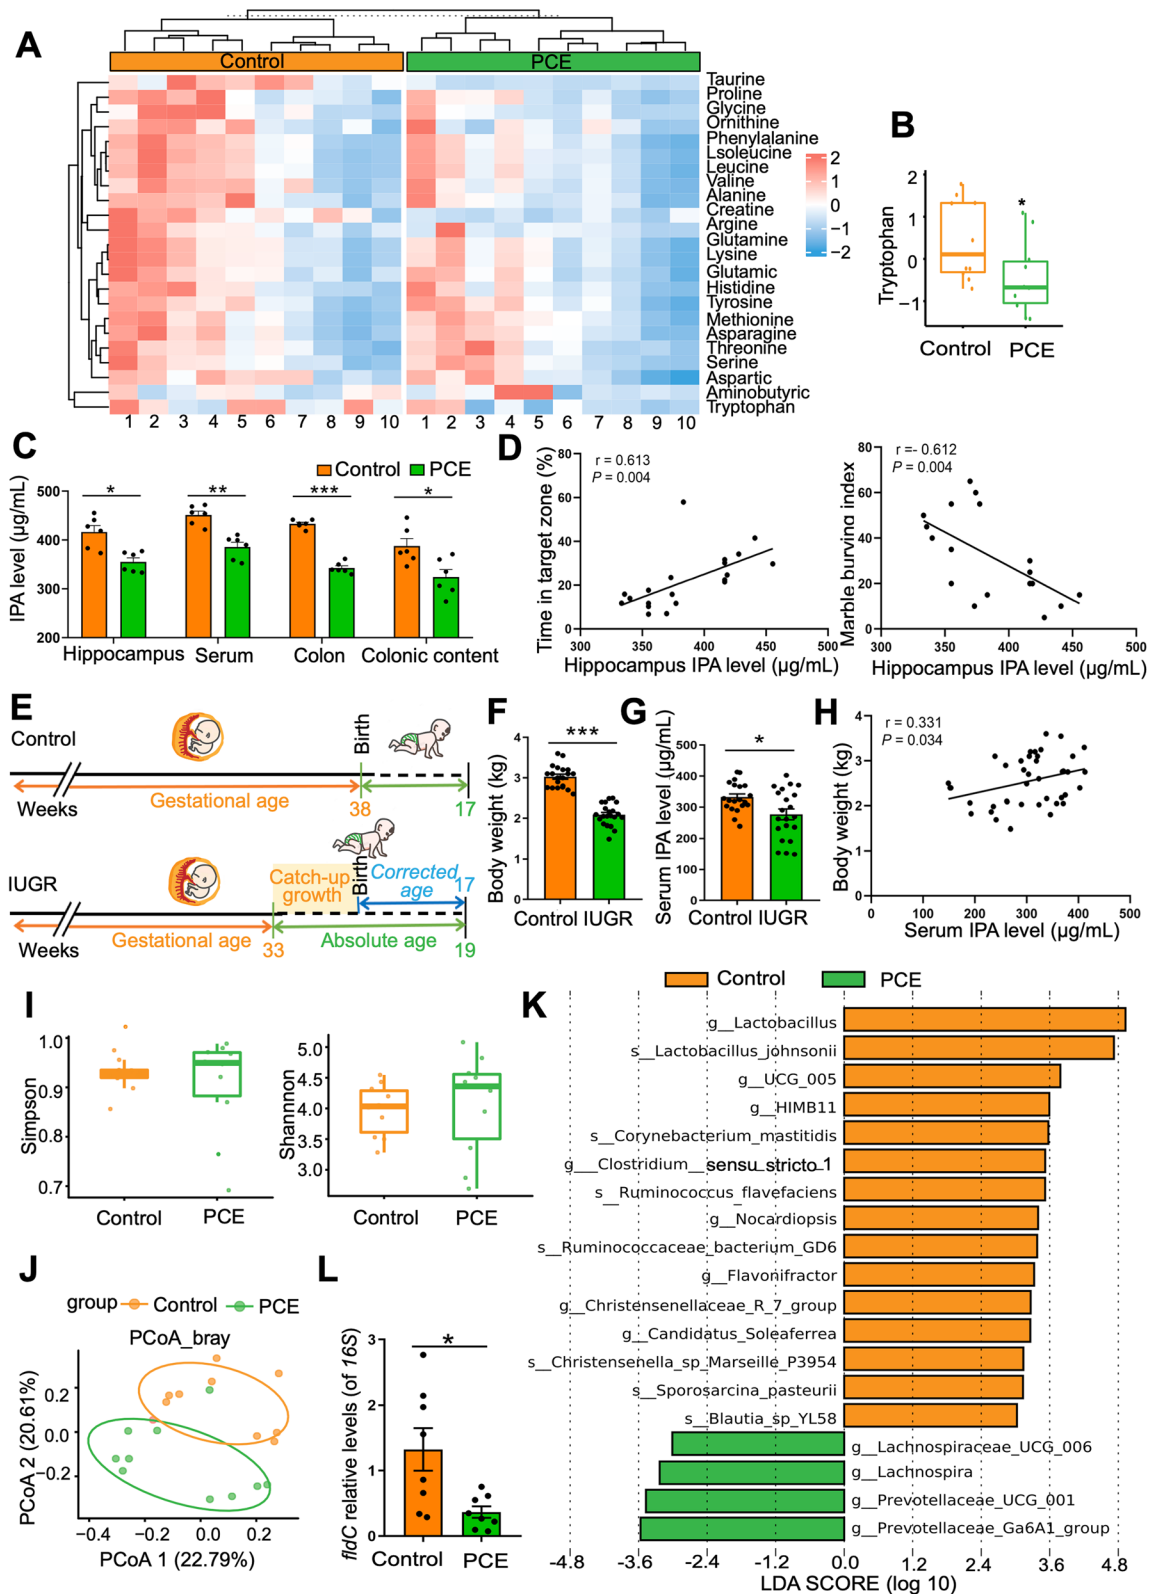 A
Control
PCE
Taurine
Proline
Glycine
Ornithine
Phenylalanine
Lsoleucine
Leucine
Valine
Alanine
Creatine
Argine
Glutamine
Lysine
Glutamic
Histidine
Tyrosine
Methionine
Asparagine
Threonine
Serine
Aspartic
Aminobutyric
Tryptophan
2
1
0
−1
−2
1 2 3 4 5 6 7 8 9 10
1 2 3 4 5 6 7 8 9 10
B
Tryptophan
2
1
0
−1
*
Control PCE
C
Control PCE
IPA level (μg/mL)
500
400
300
200
* ** *** *
Hippocampus Serum Colon Colonic content
D
Time in target zone (%)
80
60
40
20
0
r = 0.613
P = 0.004
300 350 400 450 500
Hippocampus IPA level (μg/mL)
Marble burying index
80
60
40
20
0
r =- 0.612
P = 0.004
300 350 400 450 500
Hippocampus IPA level (μg/mL)
E
Control
Birth
Weeks
Gestational age
38
17
IUGR
Catch-up
growth
Birth
Corrected
age
17
Weeks
Gestational age
33
Absolute age
19
F
Body weight (kg)
4
3
2
1
0
***
Control IUGR
G
Serum IPA level (μg/mL)
500
400
300
200
100
0
*
Control IUGR
H
Body weight (kg)
4
2
0
r = 0.331
P = 0.034
0 100 200 300 400 500
Serum IPA level (μg/mL)
I
Simpson
1.0
0.9
0.8
0.7
Control PCE
Shannnon
5.0
4.5
4.0
3.5
3.0
Control PCE
J
group Control PCE
PCoA_bray
PCoA 2 (20.61%)
0.2
0.0
−0.2
−0.4 −0.2 0.0 0.2
PCoA 1 (22.79%)
L
fldC relative levels (of 16S)
3
2
1
0
*
Control PCE
K
Control PCE
g__Lactobacillus
s__Lactobacillus_johnsonii
g__UCG_005
g__HIMB11
s__Corynebacterium_mastitidis
g___Clostridium__sensu_stricto_1
s__Ruminococcus_flavefaciens
g__Nocardiopsis
s__Ruminococcaceae_bacterium_GD6
g__Flavonifractor
g__Christensenellaceae_R_7_group
g__Candidatus_Soleaferrea
s__Christensenella_sp_Marseille_P3954
s__Sporosarcina_pasteurii
s__Blautia_sp_YL58
g__Lachnospiraceae_UCG_006
g__Lachnospira
g__Prevotellaceae_UCG_001
g__Prevotellaceae_Ga6A1_group
−4.8 −3.6 −2.4 −1.2 0.0 1.2 2.4 3.6 4.8
LDA SCORE (log 10)